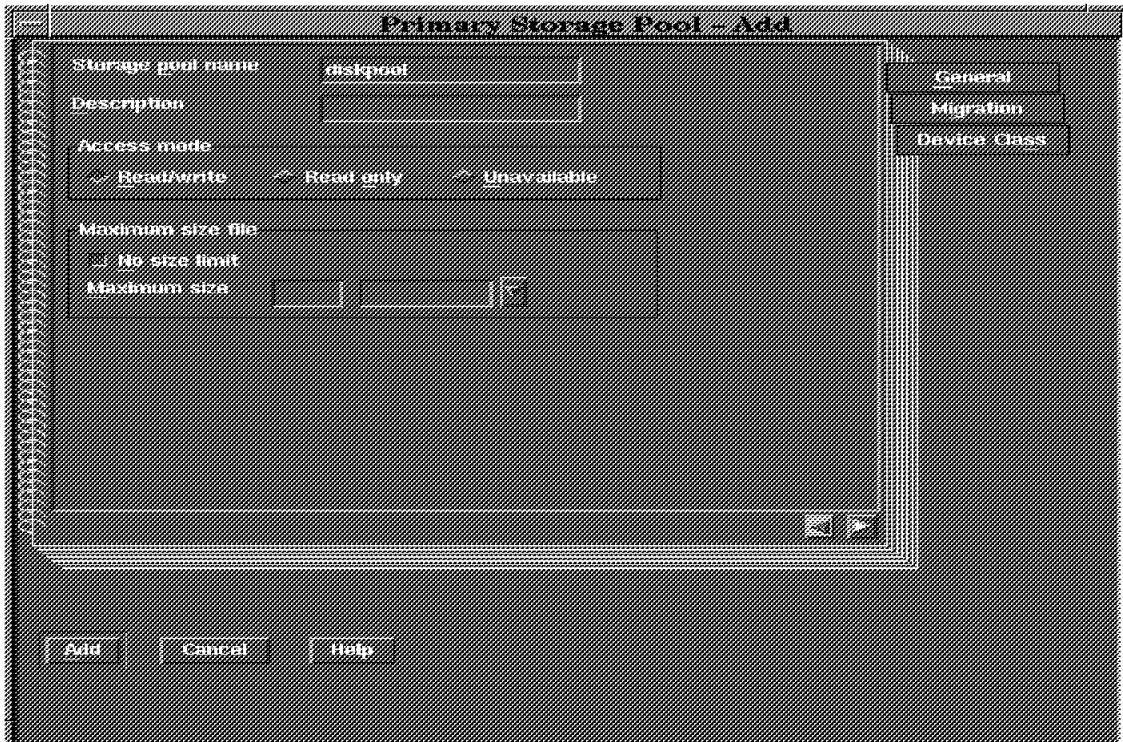 Primary Storage Pool - Add
Storage pool name diskpool
General
Description
Migration
Device Class
Access mode
Read/write Read only Unavailable
Maximum size file
No size limit
Maximum size
Add Cancel Help